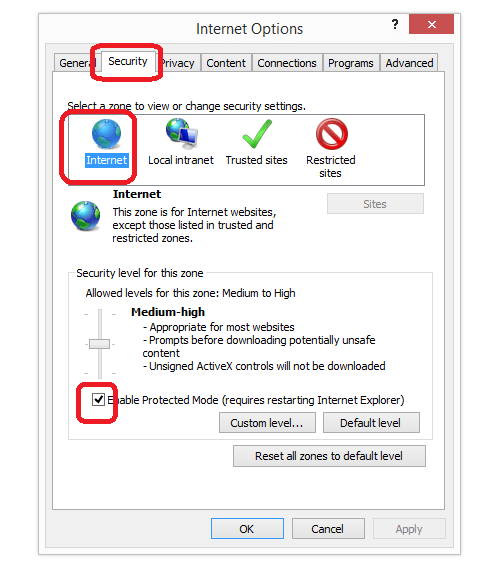 Internet Options
?
General Security Privacy Content Connections Programs Advanced
Select a zone to view or change security settings.
Internet Local intranet Trusted sites Restricted
sites
Internet
Sites
This zone is for Internet websites,
except those listed in trusted and
restricted zones.
Security level for this zone
Allowed levels for this zone: Medium to High
Medium-high
- Appropriate for most websites
- Prompts before downloading potentially unsafe
content
- Unsigned ActiveX controls will not be downloaded
Enable Protected Mode (requires restarting Internet Explorer)
Custom level... Default level
Reset all zones to default level
OK Cancel Apply